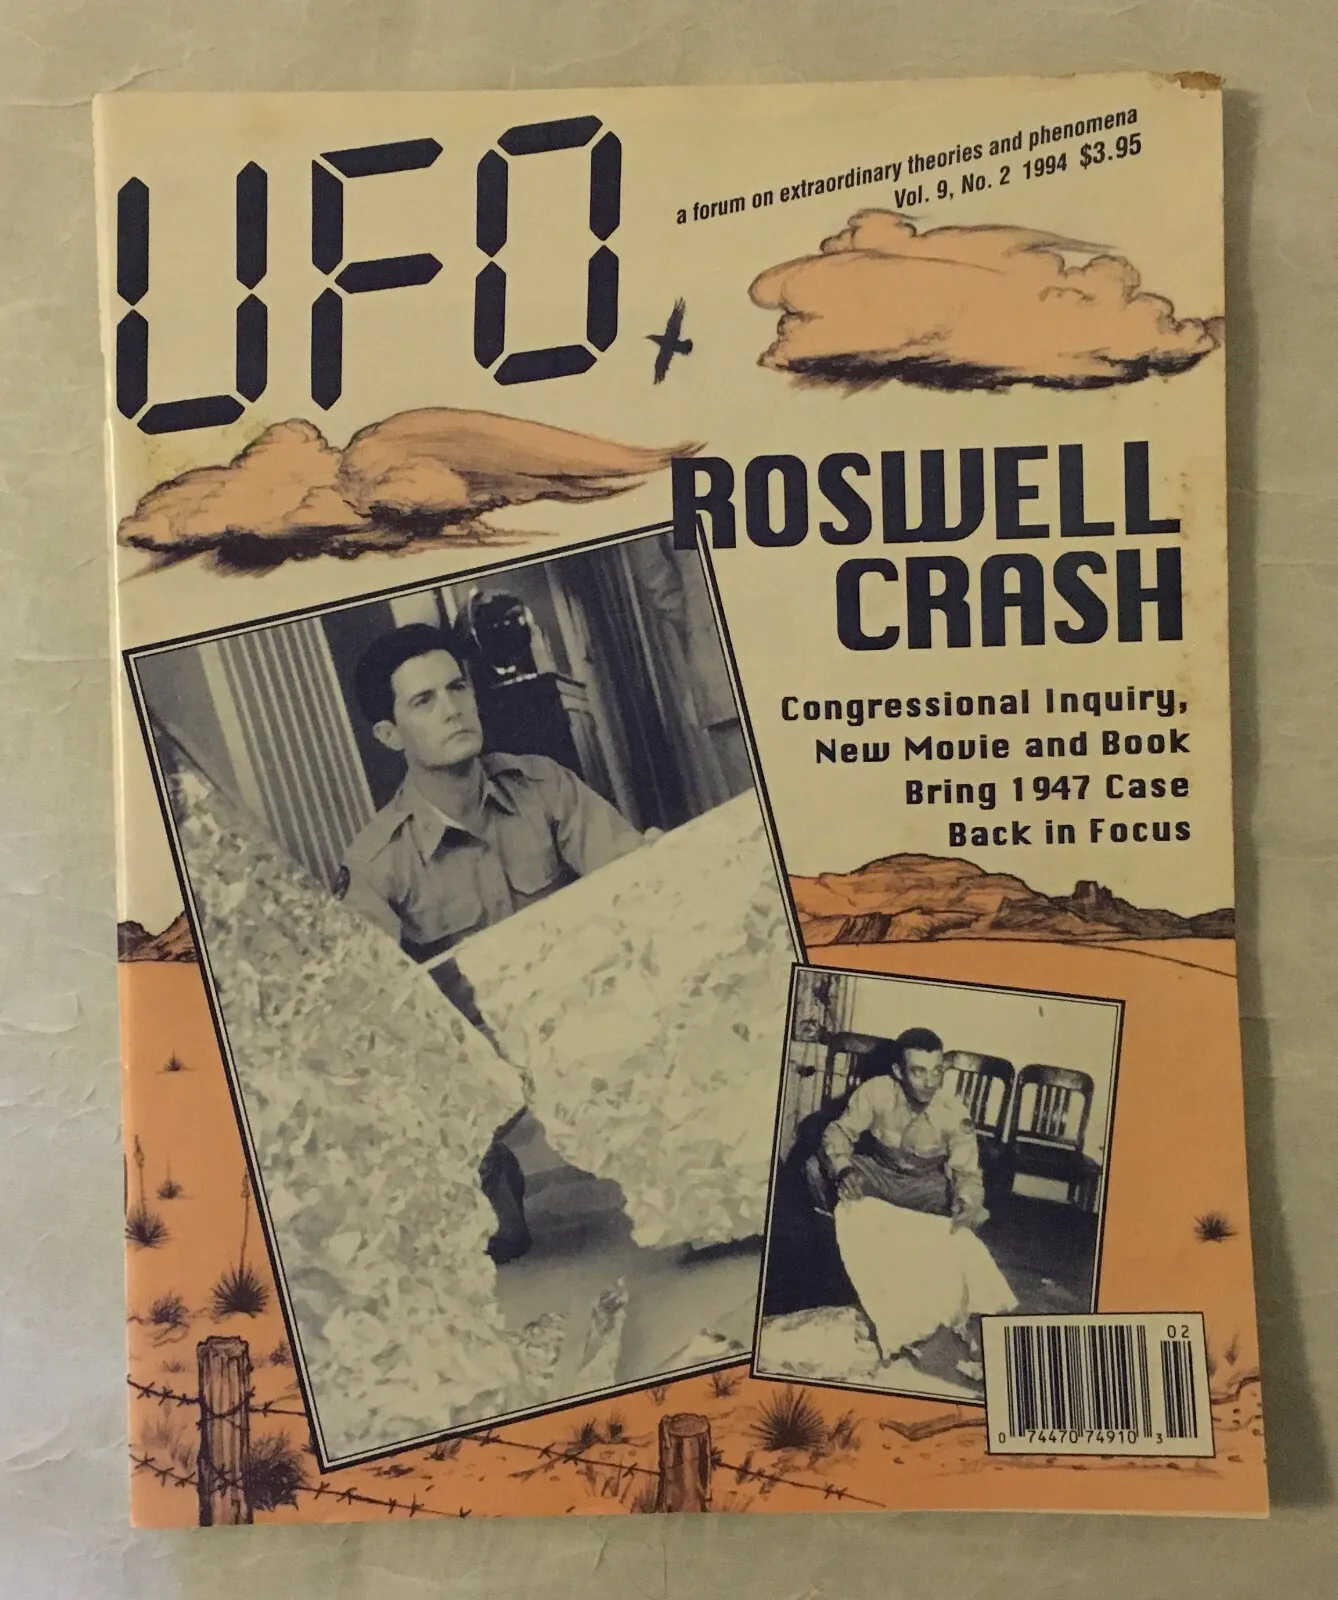 UFO
a forum on extraordinary theories and phenomena
Vol. 9, No. 2 1994 $3.95
ROSWELL
CRASH
Congressional Inquiry,
New Movie and Book
Bring 1947 Case
Back in Focus
02
0 74470 74910 3